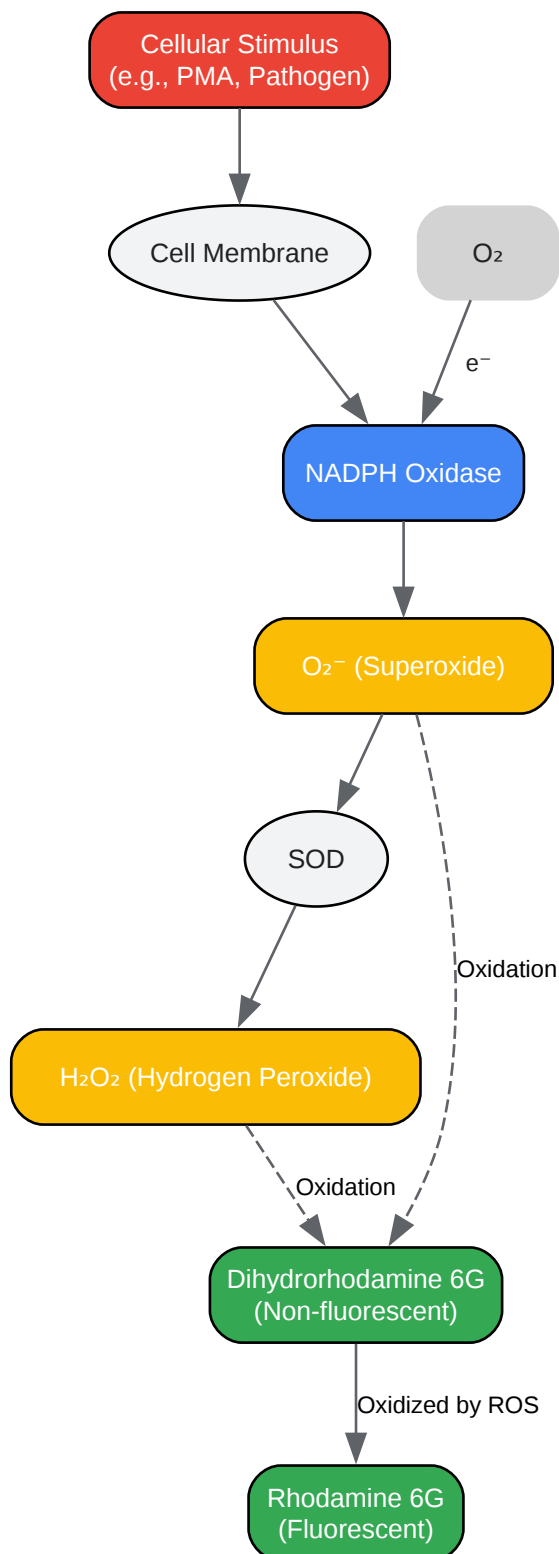 Cellular Stimulus
(e.g., PMA, Pathogen)
Cell Membrane
O₂
e⁻
NADPH Oxidase
O₂⁻ (Superoxide)
SOD
Oxidation
H₂O₂ (Hydrogen Peroxide)
Oxidation
Dihydrorhodamine 6G
(Non-fluorescent)
Oxidized by ROS
Rhodamine 6G
(Fluorescent)